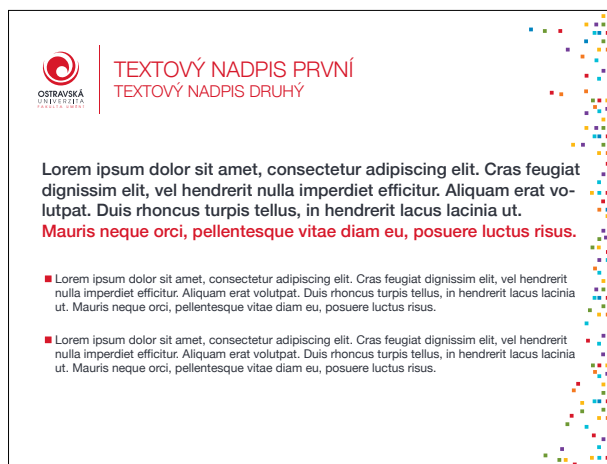 OSTRAVSKÁ
UNIVERZITA
FAKULTA UMĚNÍ
TEXTOVÝ NADPIS PRVNÍ
TEXTOVÝ NADPIS DRUHÝ
Lorem ipsum dolor sit amet, consectetur adipiscing elit. Cras feugiat
dignissim elit, vel hendrerit nulla imperdiet efficitur. Aliquam erat vo-
lutpat. Duis rhoncus turpis tellus, in hendrerit lacus lacinia ut.
Mauris neque orci, pellentesque vitae diam eu, posuere luctus risus.
Lorem ipsum dolor sit amet, consectetur adipiscing elit. Cras feugiat dignissim elit, vel hendrerit
nulla imperdiet efficitur. Aliquam erat volutpat. Duis rhoncus turpis tellus, in hendrerit lacus lacinia
ut. Mauris neque orci, pellentesque vitae diam eu, posuere luctus risus.
Lorem ipsum dolor sit amet, consectetur adipiscing elit. Cras feugiat dignissim elit, vel hendrerit
nulla imperdiet efficitur. Aliquam erat volutpat. Duis rhoncus turpis tellus, in hendrerit lacus lacinia
ut. Mauris neque orci, pellentesque vitae diam eu, posuere luctus risus.